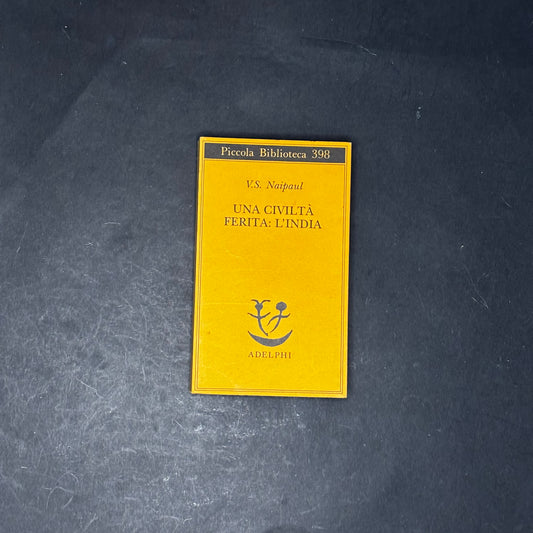 Piccola Biblioteca 398
V.S. Naipaul
UNA CIVILTÀ
FERITA: L'INDIA
ADELPHI